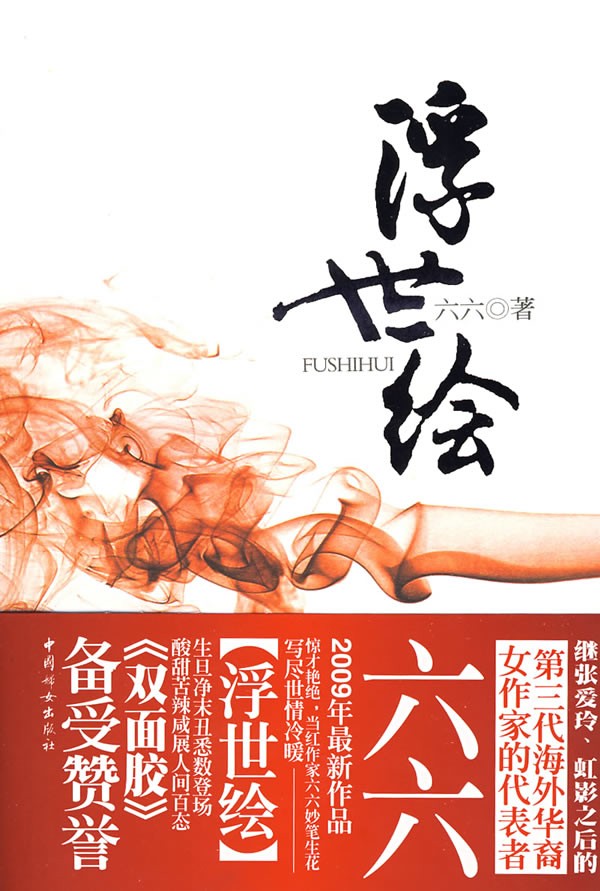 浮世绘
六六◎著
FUSHIHUI
继张爱玲、虹影之后的
第三代海外华裔
女作家的代表者
六六
2009年最新作品
惊才艳绝，当红作家六六妙笔生花
写尽世情冷暖——
【浮世绘】
生旦净末丑悉数登场
酸甜苦辣咸展人间百态
《双面胶》
备受赞誉
中國婦女出版社